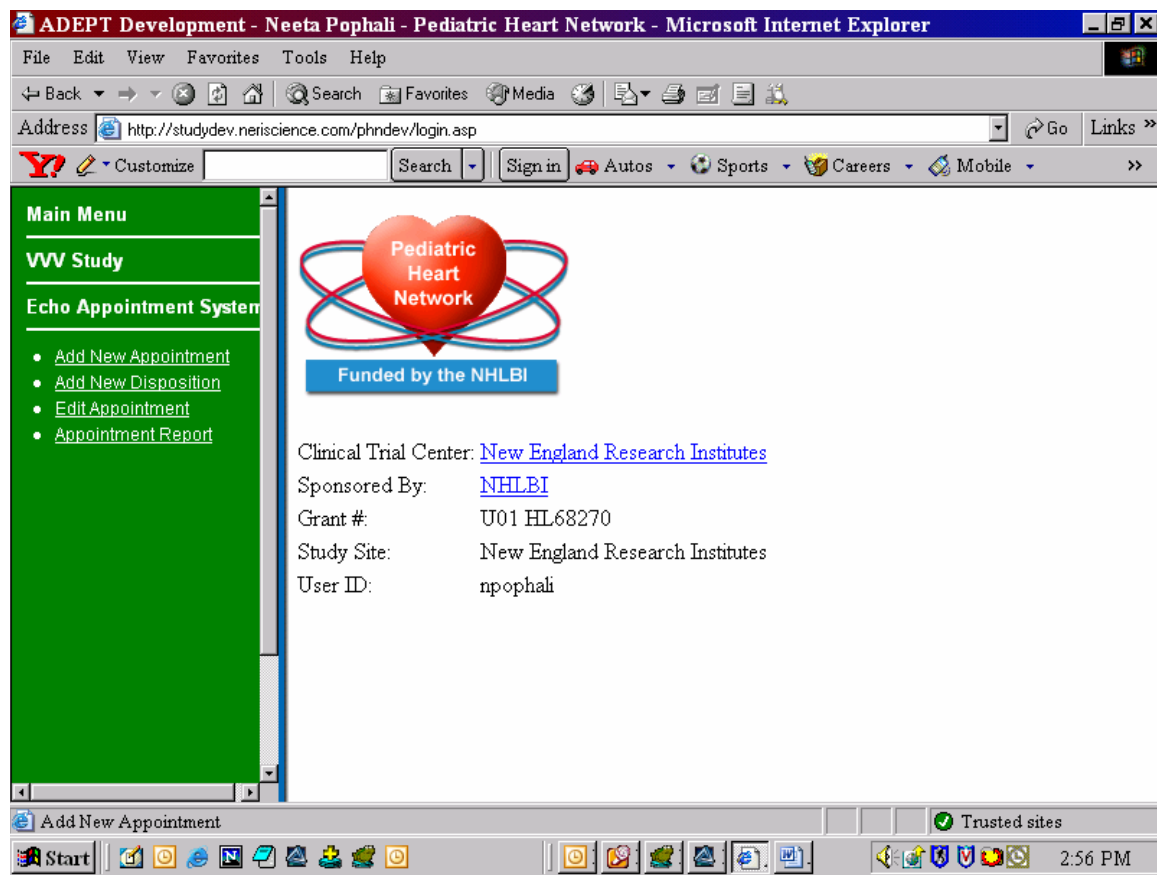 ADEPT Development - Neeta Pophali - Pediatric Heart Network - Microsoft Internet Explorer
File Edit View Favorites Tools Help
Back Search Favorites Media
Address http://studydev.neriscience.com/phndev/login.asp Go Links »
Y! Customize Search Sign in Autos Sports Careers Mobile »
Main Menu
VVV Study
Echo Appointment System
• Add New Appointment
• Add New Disposition
• Edit Appointment
• Appointment Report
Pediatric
Heart
Network
Funded by the NHLBI
Clinical Trial Center: New England Research Institutes
Sponsored By: NHLBI
Grant #: U01 HL68270
Study Site: New England Research Institutes
User ID: npophali
Add New Appointment Trusted sites
Start 2:56 PM